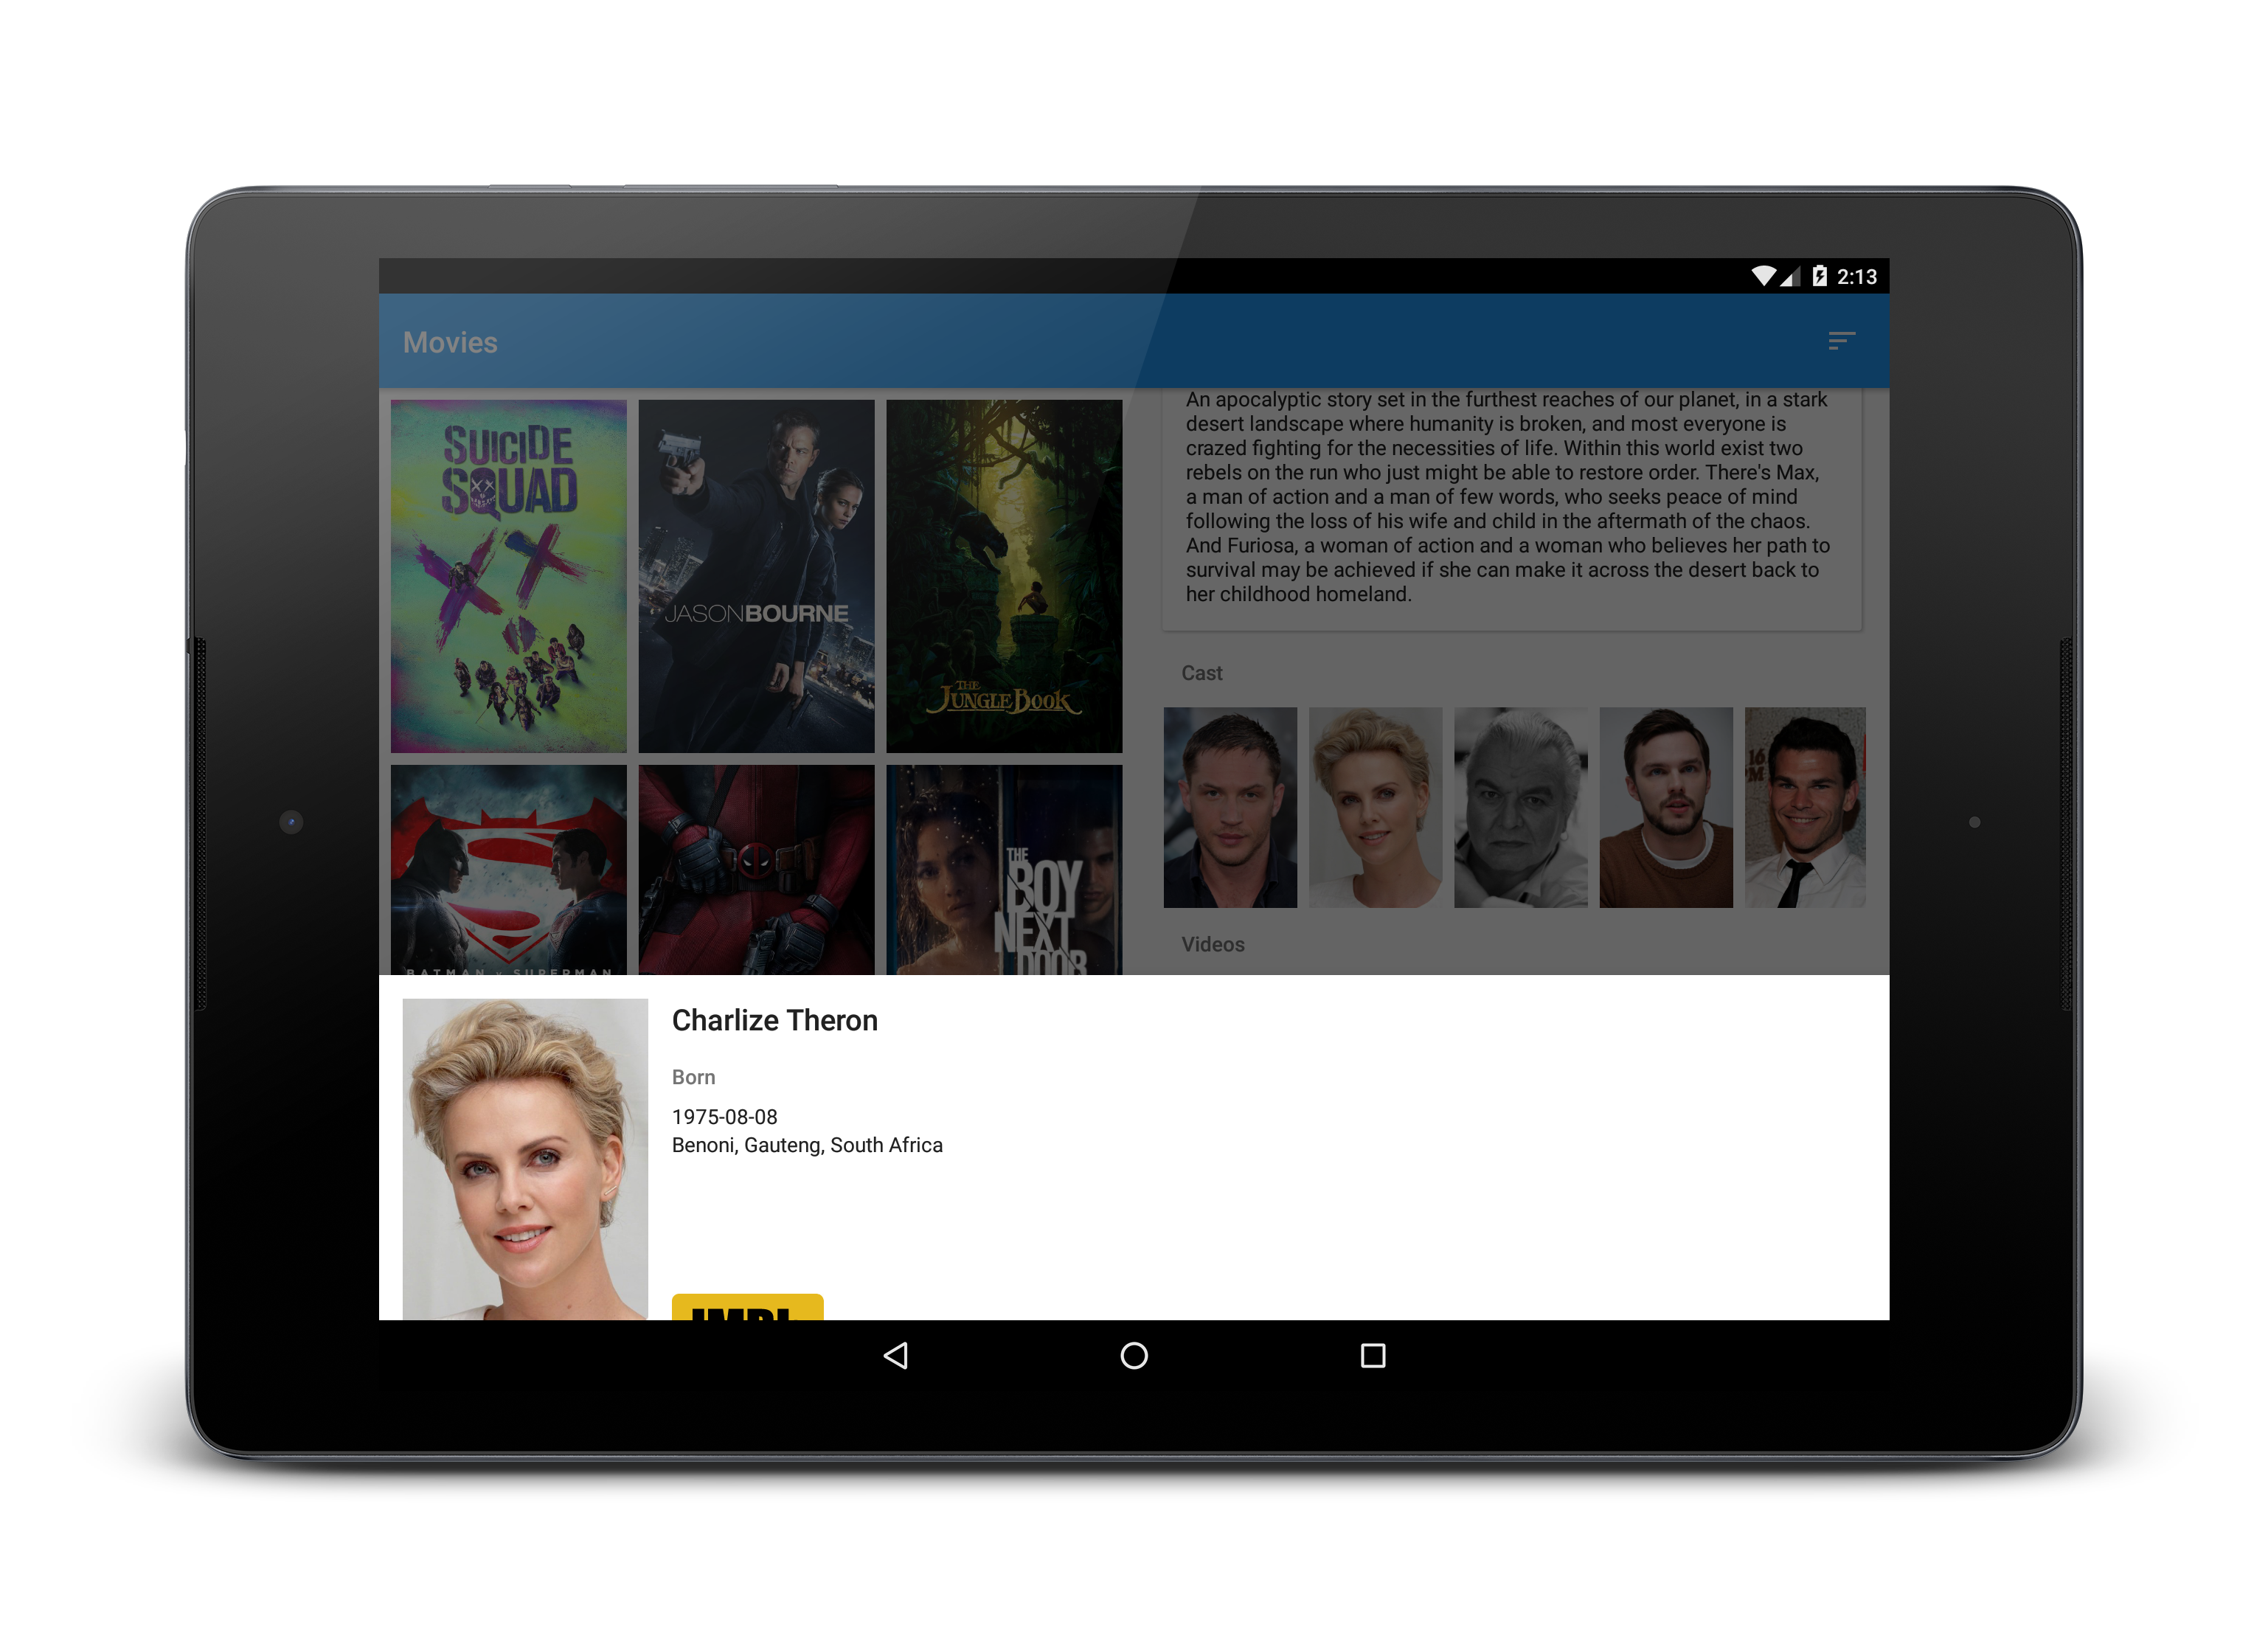 2:13
Movies
SUICIDE
SQUAD
JASON BOURNE
THE
JUNGLE BOOK
BATMAN v SUPERMAN
THE
BOY
NEXT
DOOR
An apocalyptic story set in the furthest reaches of our planet, in a stark
desert landscape where humanity is broken, and most everyone is
crazed fighting for the necessities of life. Within this world exist two
rebels on the run who just might be able to restore order. There's Max,
a man of action and a man of few words, who seeks peace of mind
following the loss of his wife and child in the aftermath of the chaos.
And Furiosa, a woman of action and a woman who believes her path to
survival may be achieved if she can make it across the desert back to
her childhood homeland.
Cast
16
M
Videos
Charlize Theron
Born
1975-08-08
Benoni, Gauteng, South Africa
IMDb